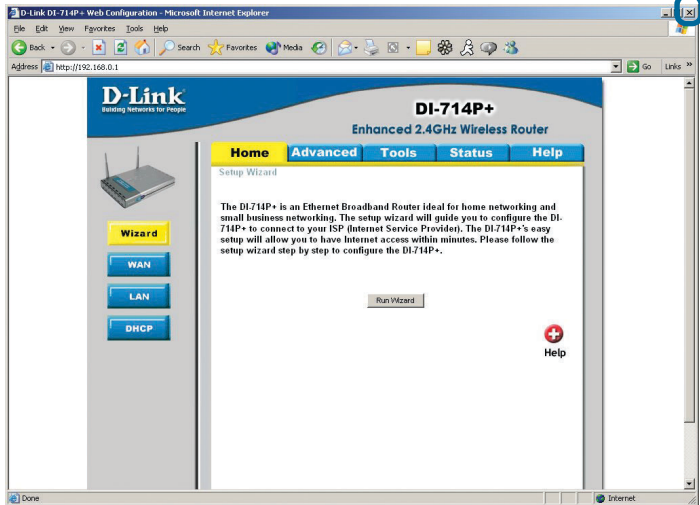 D-Link DI-714P+ Web Configuration - Microsoft Internet Explorer
File Edit View Favorites Tools Help
Back Search Favorites Media
Address http://192.168.0.1 Go Links »
D-Link
Building Networks for People
DI-714P+
Enhanced 2.4GHz Wireless Router
Home Advanced Tools Status Help
Setup Wizard
The DI-714P+ is an Ethernet Broadband Router ideal for home networking and
small business networking. The setup wizard will guide you to configure the DI-
714P+ to connect to your ISP (Internet Service Provider). The DI-714P+'s easy
setup will allow you to have Internet access within minutes. Please follow the
setup wizard step by step to configure the DI-714P+.
Wizard
WAN
LAN
DHCP
Run Wizard
Help
Done Internet